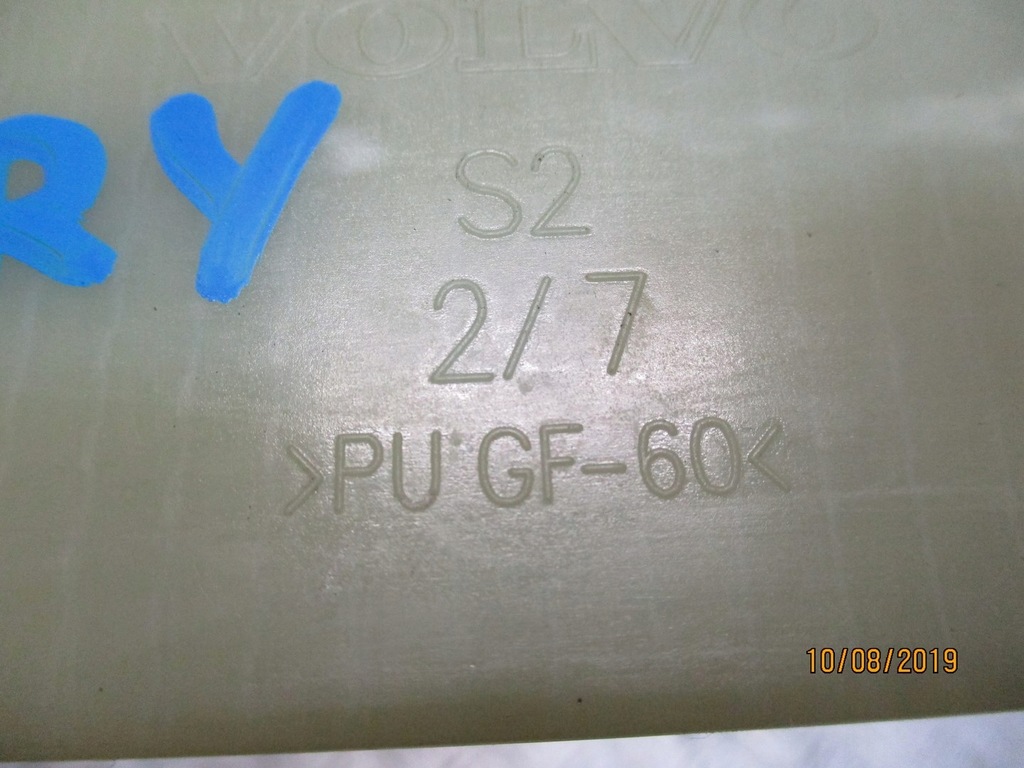 VOLVO
RY
S2
2/7
>PU GF-60<
10/08/2019